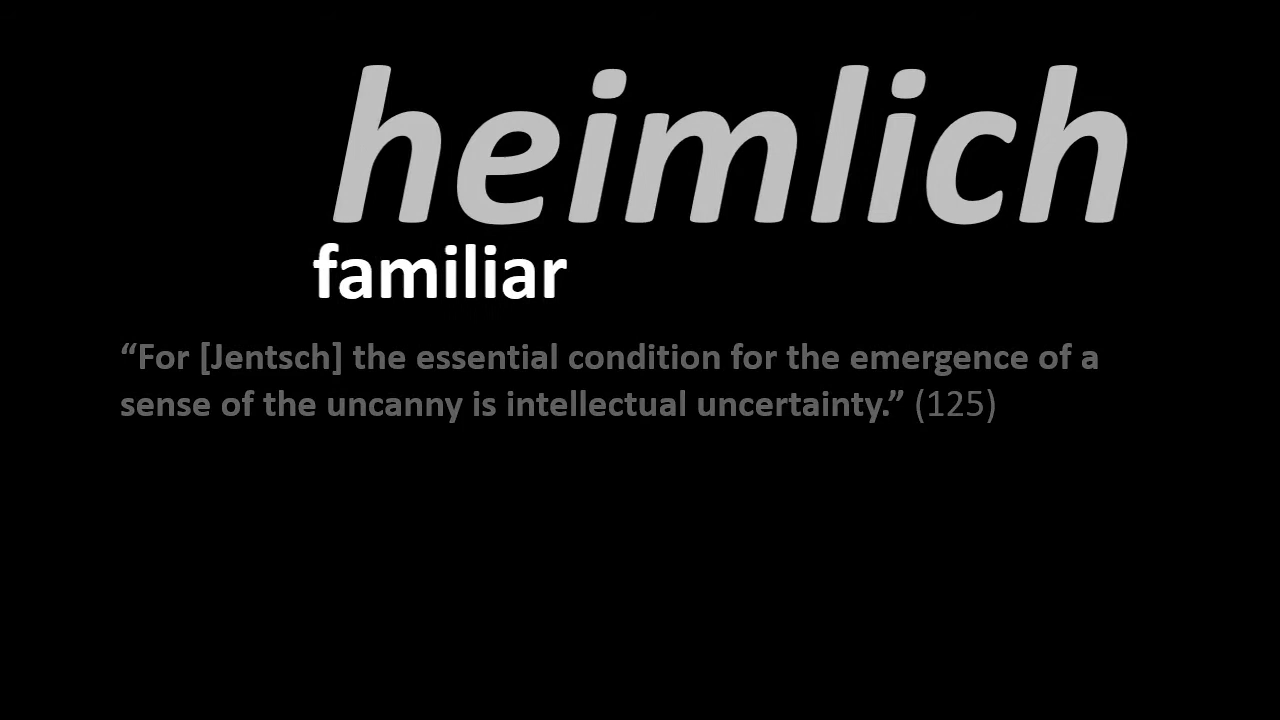 heimlich
familiar
“For [Jentsch] the essential condition for the emergence of a
sense of the uncanny is intellectual uncertainty.” (125)